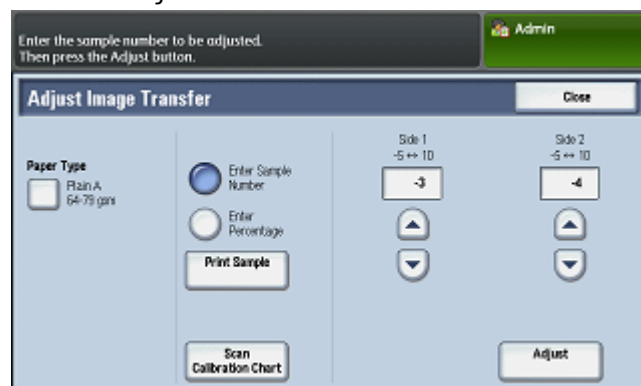 Enter the sample number to be adjusted.
Then press the Adjust button.
Admin
Adjust Image Transfer
Close
Paper Type
Plain A
64-79 gsm
Enter Sample
Number
Enter
Percentage
Print Sample
Scan
Calibration Chart
Side 1
-5 ↔ 10
-3
Side 2
-5 ↔ 10
-4
Adjust